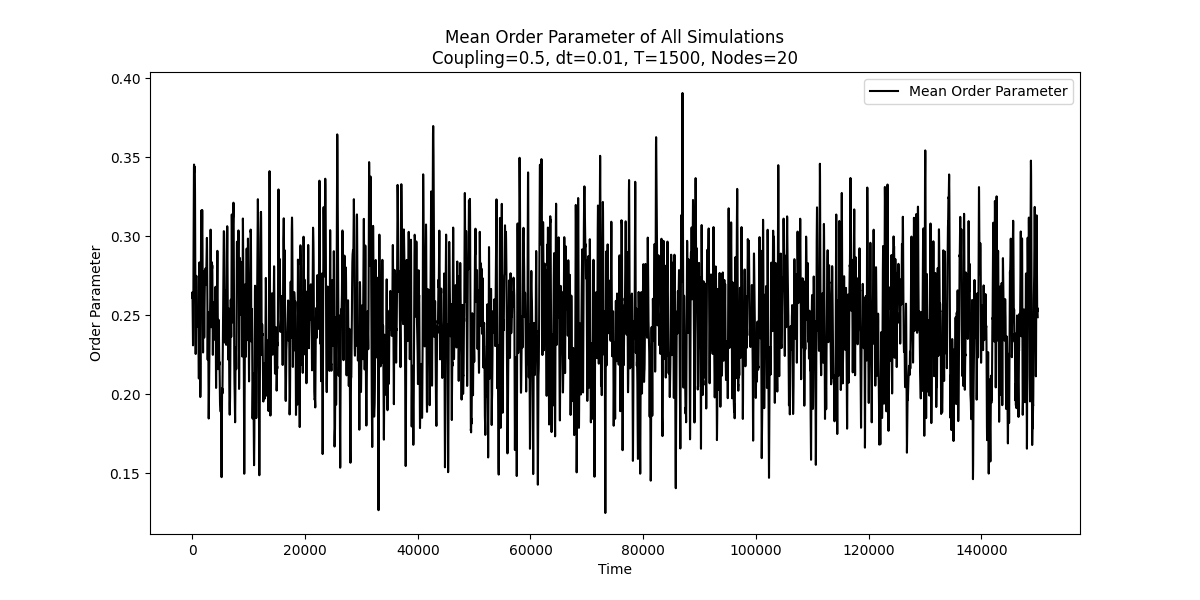 Mean Order Parameter of All Simulations
Coupling=0.5, dt=0.01, T=1500, Nodes=20
Mean Order Parameter
0.40
0.35
0.30
0.25
0.20
0.15
Order Parameter
0 20000 40000 60000 80000 100000 120000 140000
Time